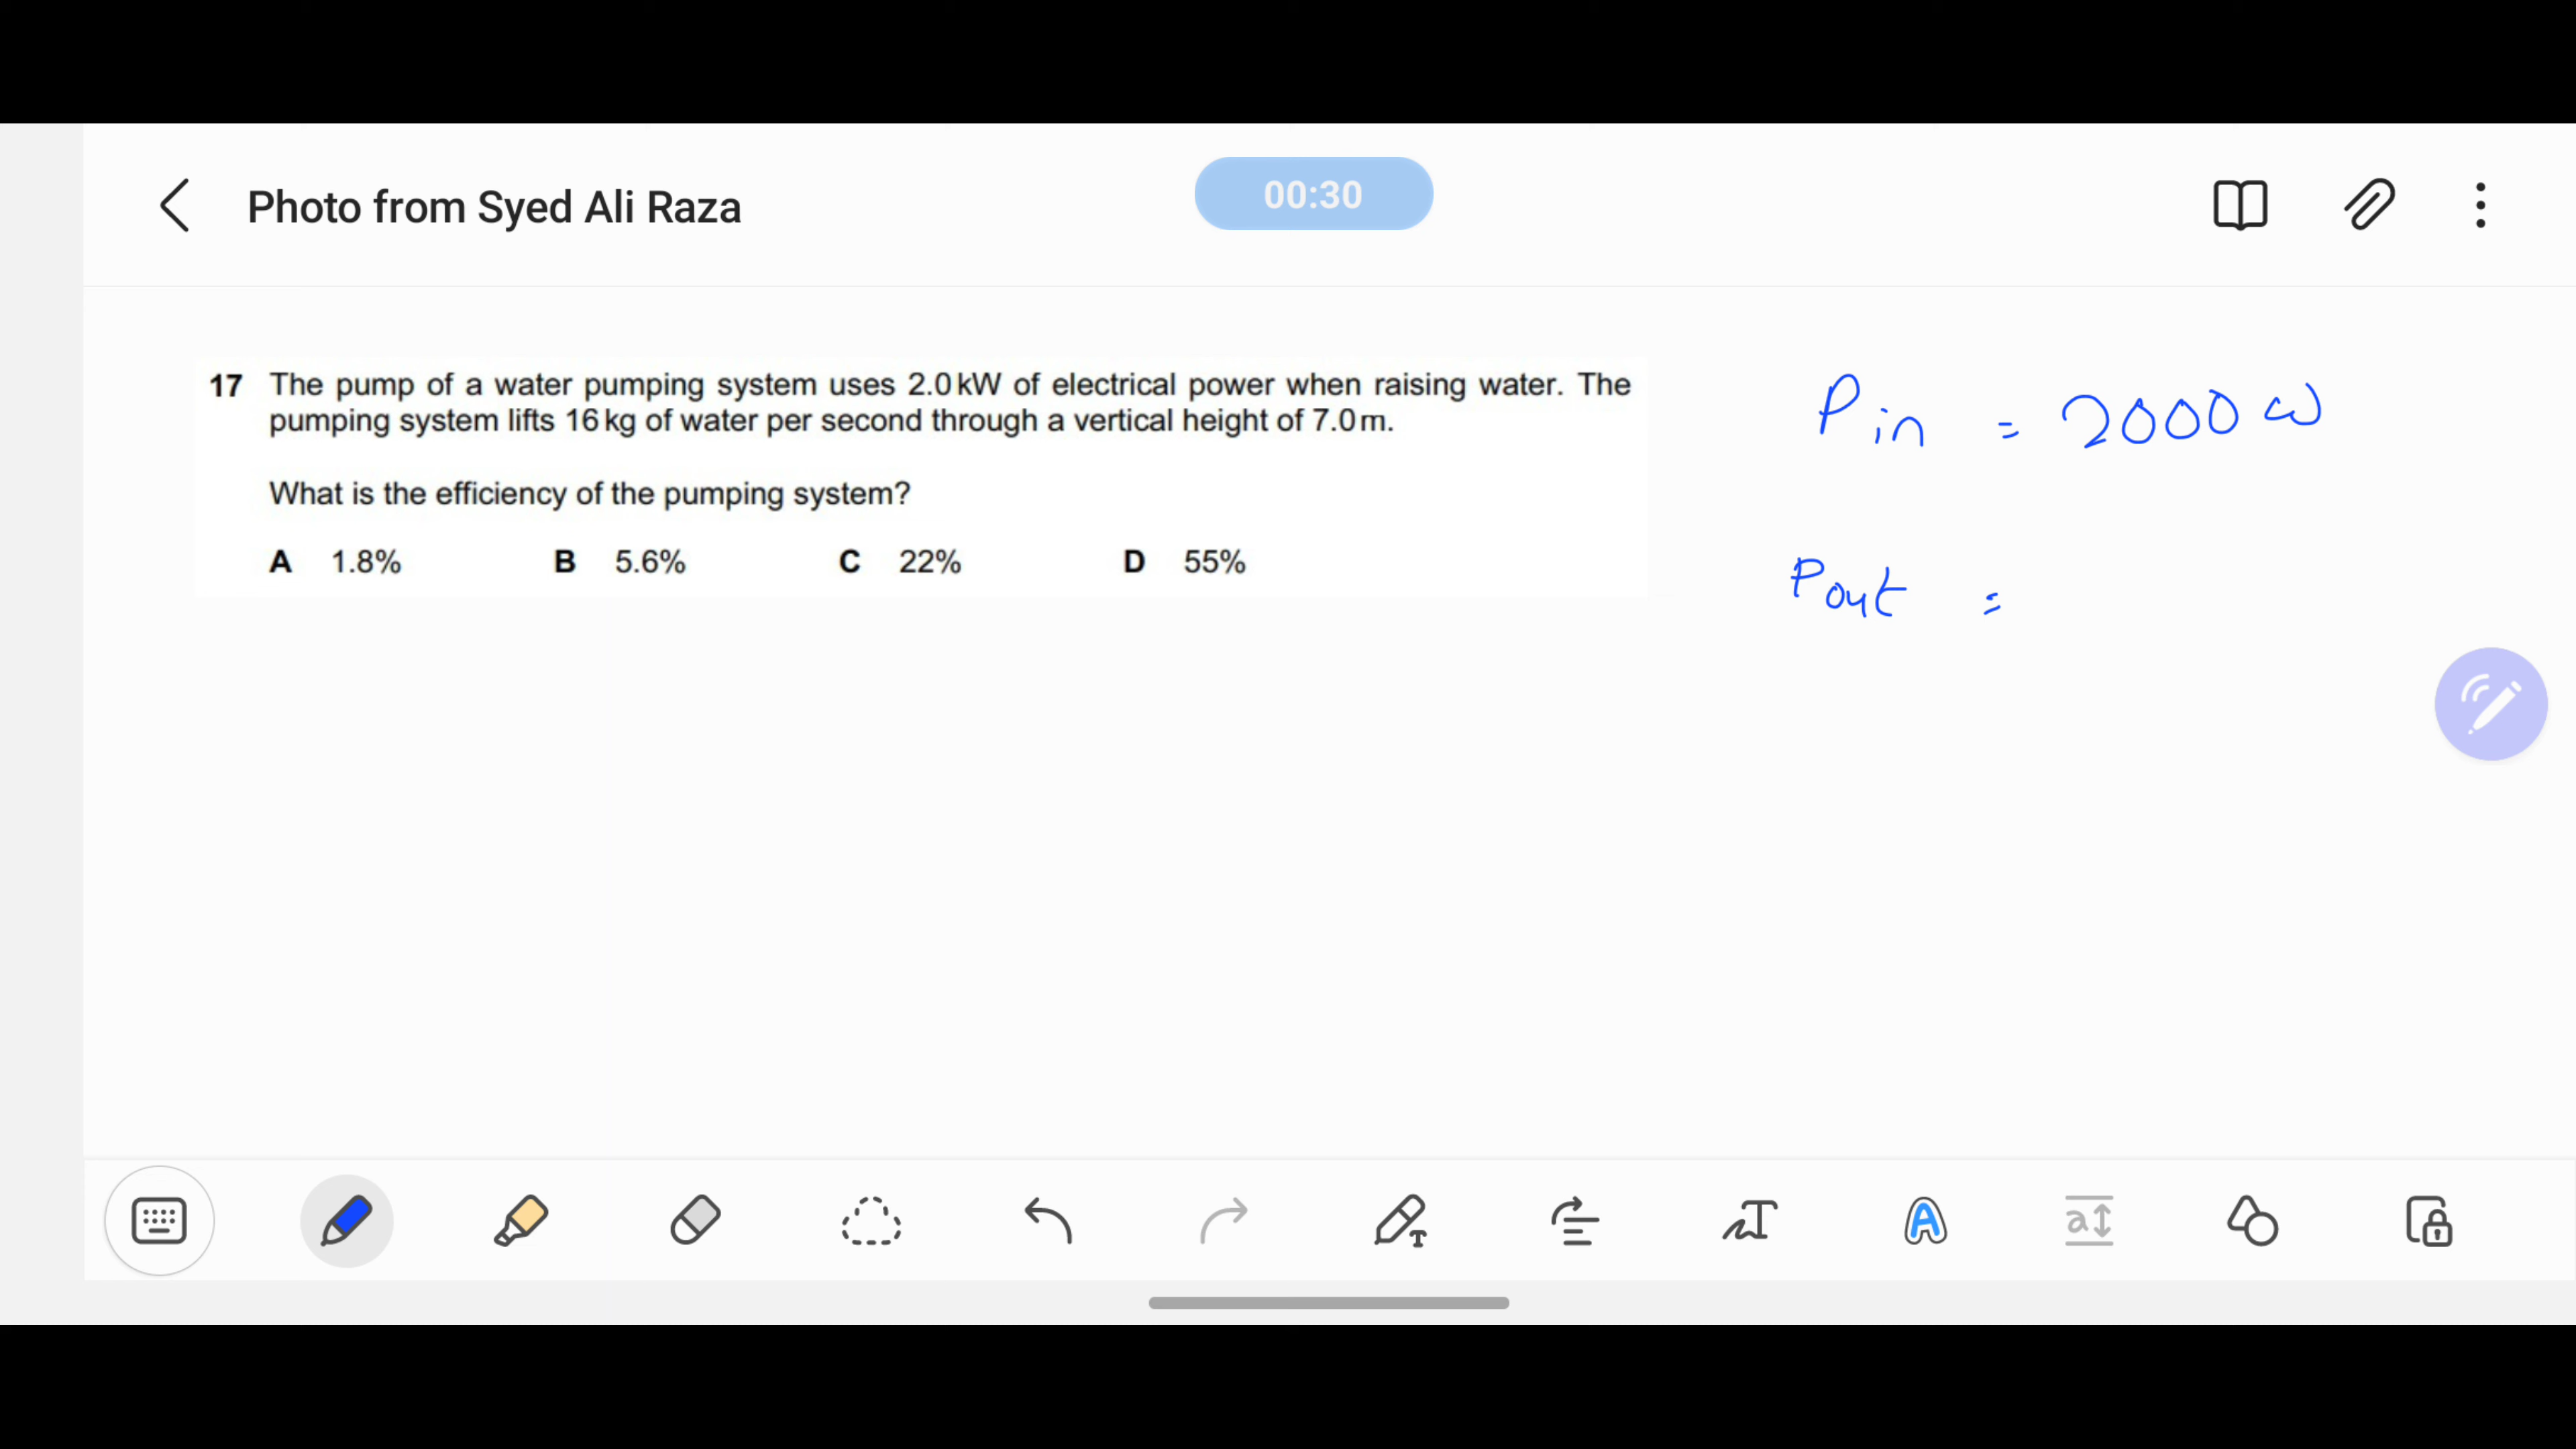 Photo from Syed Ali Raza
00:30
17 The pump of a water pumping system uses 2.0 kW of electrical power when raising water. The
pumping system lifts 16 kg of water per second through a vertical height of 7.0 m.
What is the efficiency of the pumping system?
A 1.8% B 5.6% C 22% D 55%
Pin = 2000 W
Pout =